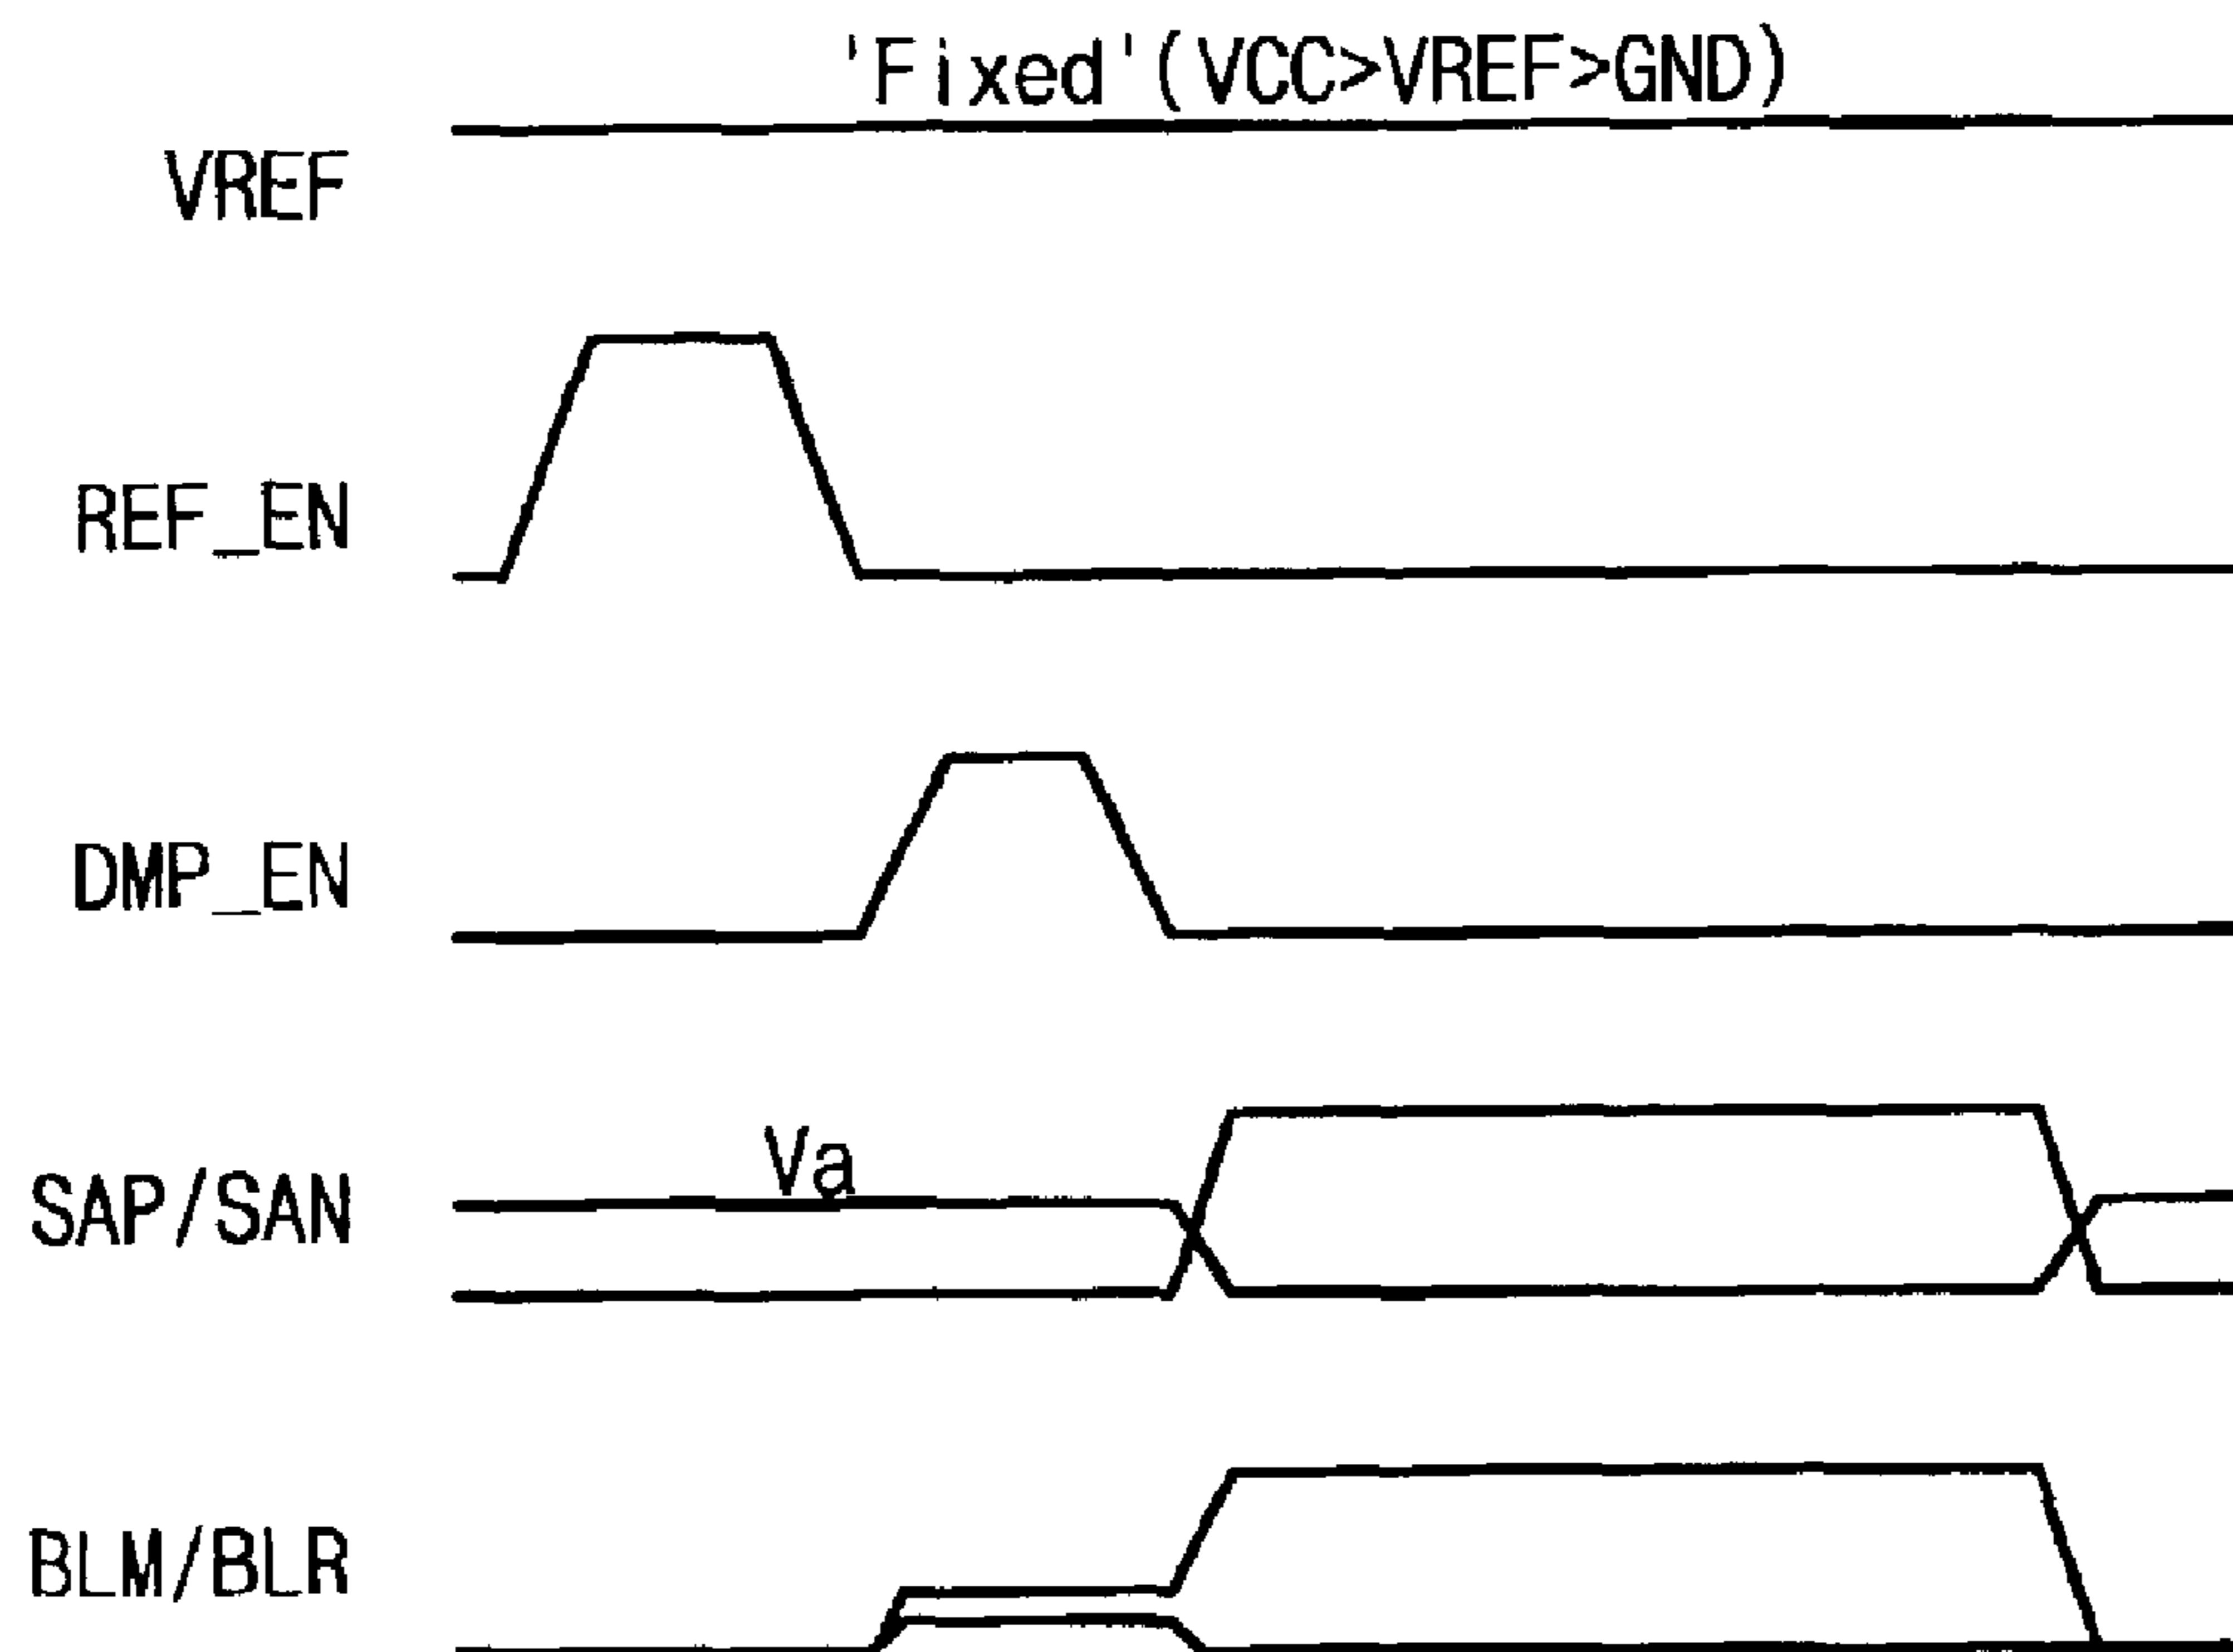 'Fixed'(VCC>VREF>GND)
VREF
REF_EN
DMP_EN
Va
SAP/SAN
BLM/BLR